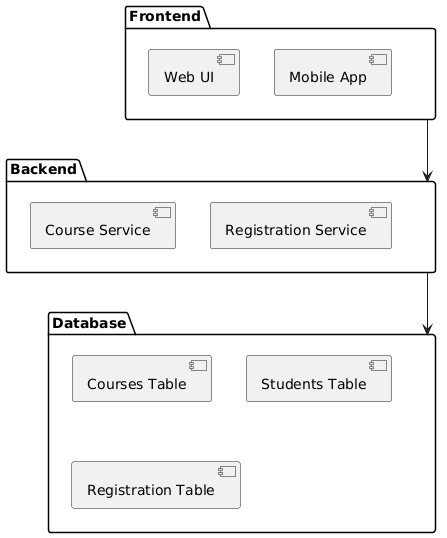 Frontend
Web UI
Mobile App
Backend
Course Service
Registration Service
Database
Courses Table
Students Table
Registration Table